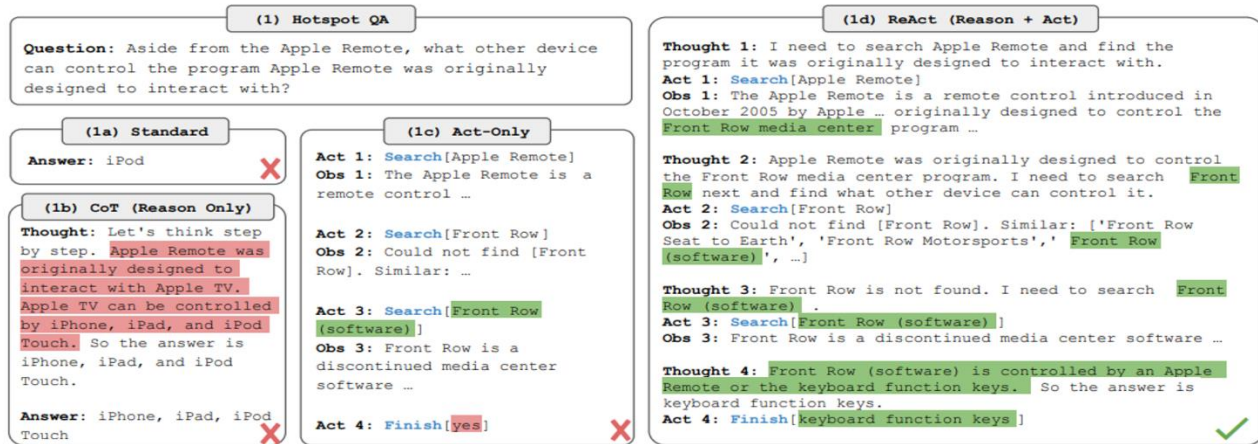 (1) Hotspot QA
Question: Aside from the Apple Remote, what other device
can control the program Apple Remote was originally
designed to interact with?
(1a) Standard
Answer: iPod
(1b) CoT (Reason Only)
Thought: Let's think step
by step. Apple Remote was
originally designed to
interact with Apple TV.
Apple TV can be controlled
by iPhone, iPad, and iPod
Touch. So the answer is
iPhone, iPad, and iPod
Touch.
Answer: iPhone, iPad, iPod
Touch
(1c) Act-Only
Act 1: Search[Apple Remote]
Obs 1: The Apple Remote is a
remote control …
Act 2: Search[Front Row]
Obs 2: Could not find [Front
Row]. Similar: …
Act 3: Search[Front Row
(software)]
Obs 3: Front Row is a
discontinued media center
software …
Act 4: Finish[yes]
(1d) ReAct (Reason + Act)
Thought 1: I need to search Apple Remote and find the
program it was originally designed to interact with.
Act 1: Search[Apple Remote]
Obs 1: The Apple Remote is a remote control introduced in
October 2005 by Apple … originally designed to control the
Front Row media center program …
Thought 2: Apple Remote was originally designed to control
the Front Row media center program. I need to search Front
Row next and find what other device can control it.
Act 2: Search[Front Row]
Obs 2: Could not find [Front Row]. Similar: ['Front Row
Seat to Earth', 'Front Row Motorsports',' Front Row
(software)', …]
Thought 3: Front Row is not found. I need to search Front
Row (software) .
Act 3: Search[Front Row (software) ]
Obs 3: Front Row is a discontinued media center software …
Thought 4: Front Row (software) is controlled by an Apple
Remote or the keyboard function keys. So the answer is
keyboard function keys.
Act 4: Finish[keyboard function keys ]